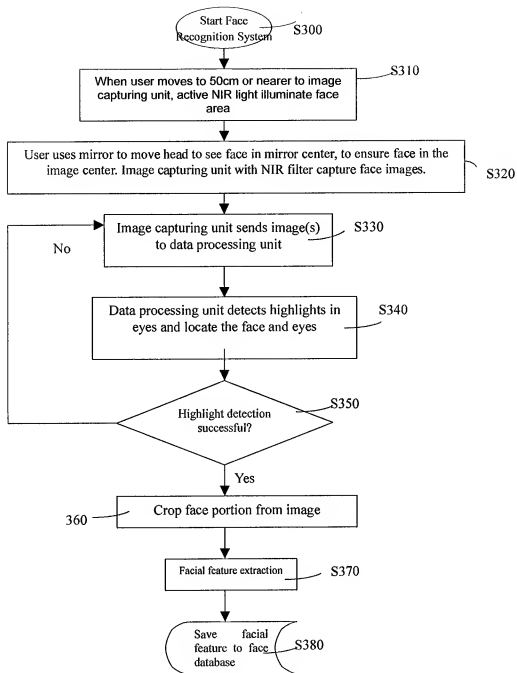 Start Face
Recognition System
S300
When user moves to 50cm or nearer to image
capturing unit, active NIR light illuminate face
area
S310
User uses mirror to move head to see face in mirror center, to ensure face in the
image center. Image capturing unit with NIR filter capture face images.
S320
Image capturing unit sends image(s)
to data processing unit
S330
No
Data processing unit detects highlights in
eyes and locate the face and eyes
S340
Highlight detection
successful?
S350
Yes
Crop face portion from image
360
Facial feature extraction
S370
Save facial
feature to face
database
S380